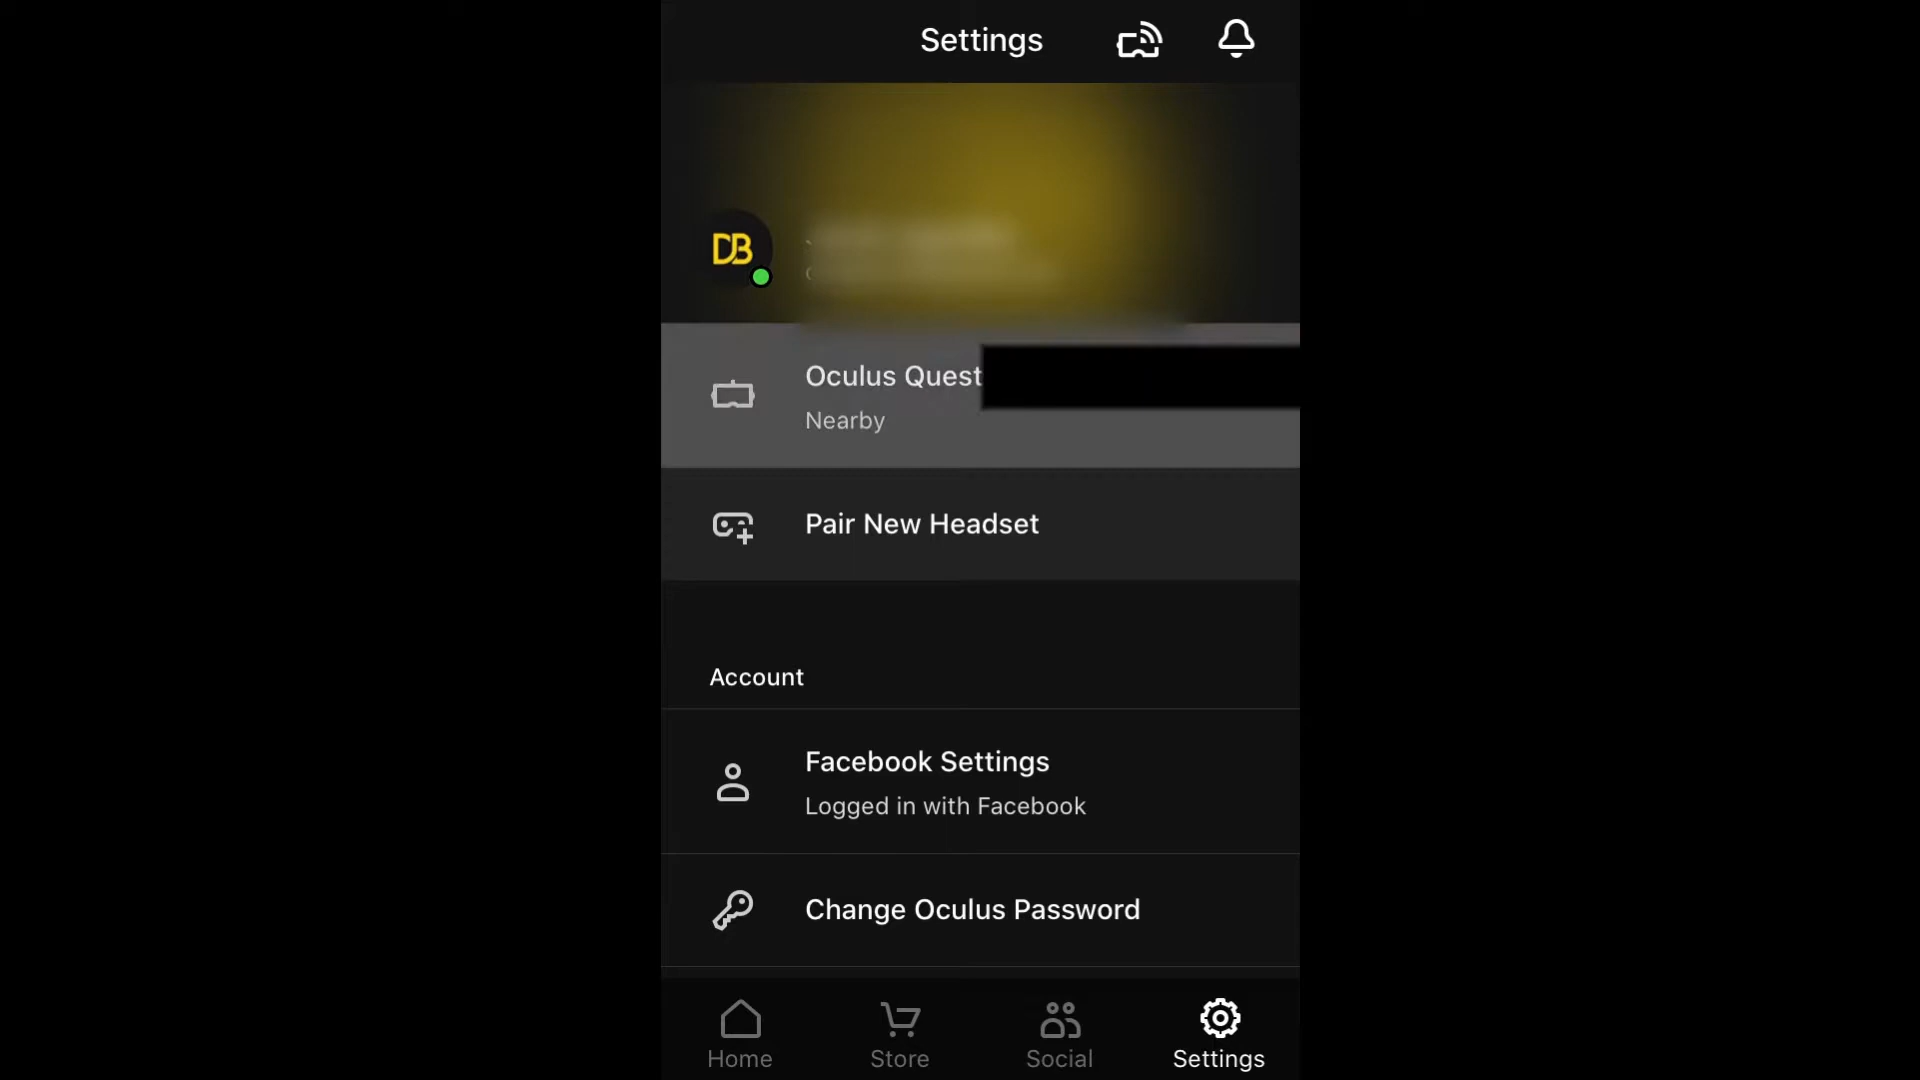 Settings
DB
Oculus Quest
Nearby
Pair New Headset
Account
Facebook Settings
Logged in with Facebook
Change Oculus Password
Home
Store
Social
Settings